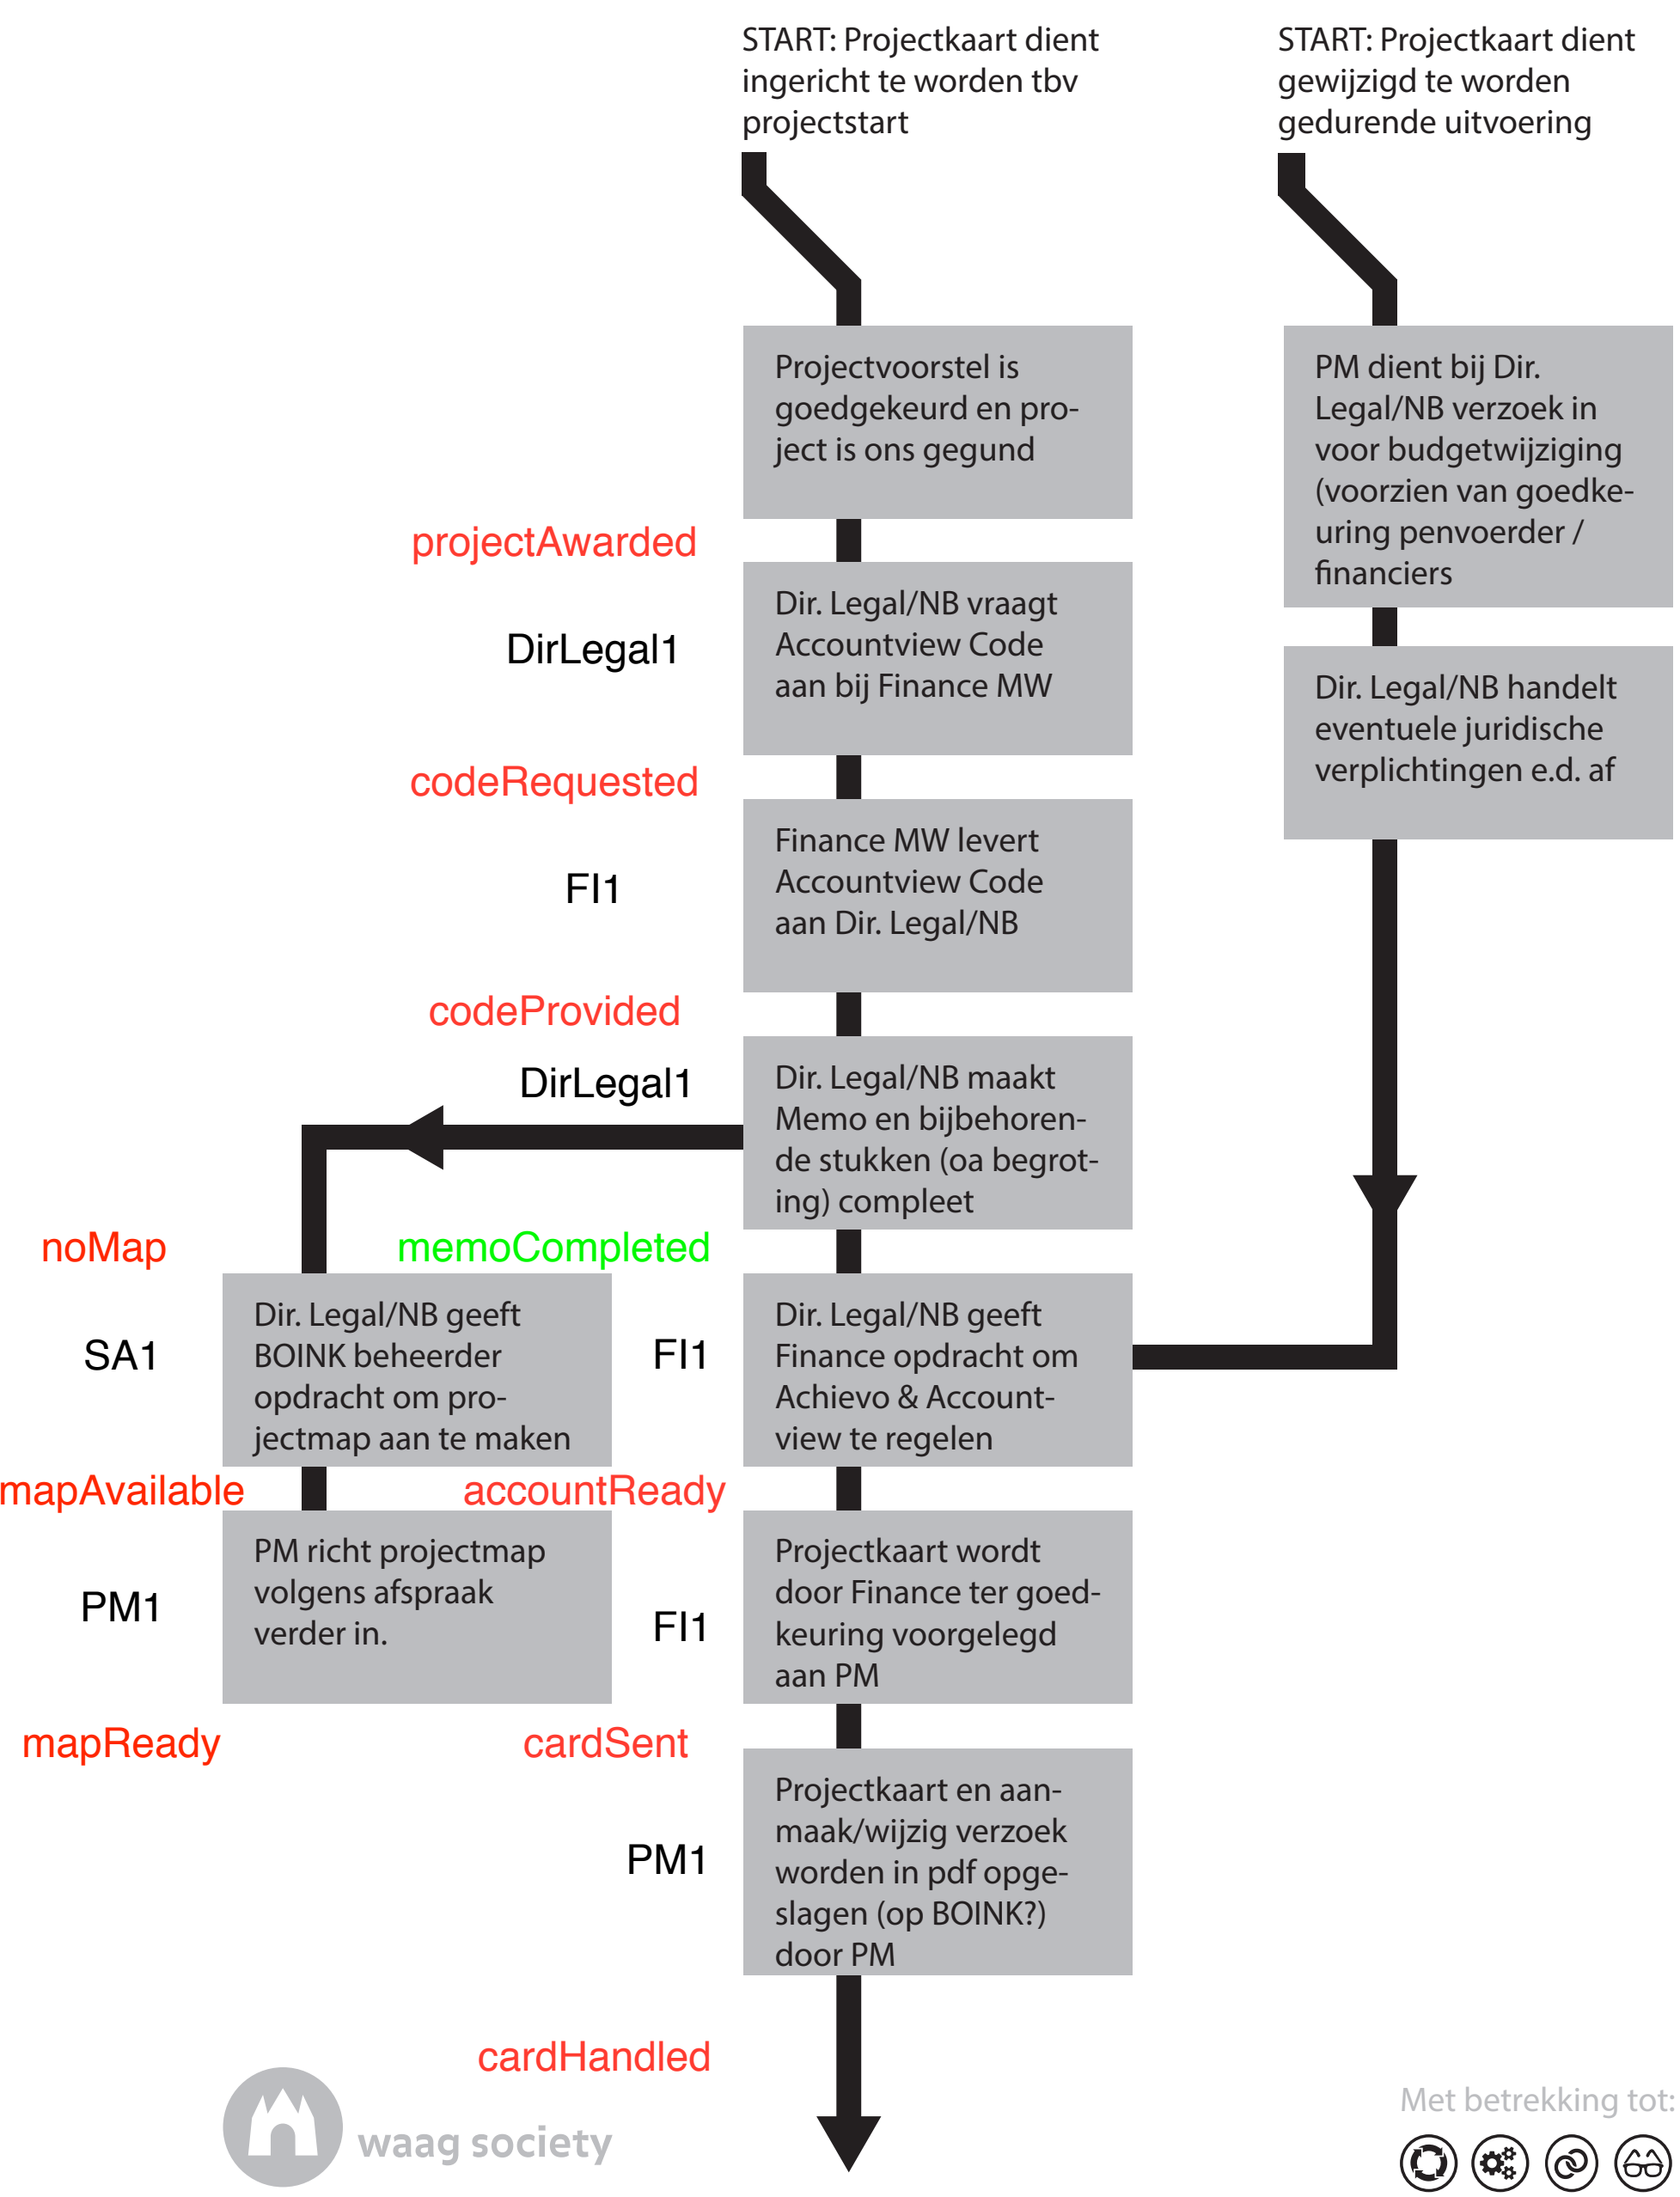 START: Projectkaart dient
ingericht te worden tbv
projectstart
START: Projectkaart dient
gewijzigd te worden
gedurende uitvoering
Projectvoorstel is
goedgekeurd en pro-
ject is ons gegund
PM dient bij Dir.
Legal/NB verzoek in
voor budgetwijziging
(voorzien van goedke-
uring penvoerder /
financiers
projectAwarded
DirLegal1
Dir. Legal/NB vraagt
Accountview Code
aan bij Finance MW
Dir. Legal/NB handelt
eventuele juridische
verplichtingen e.d. af
codeRequested
FI1
Finance MW levert
Accountview Code
aan Dir. Legal/NB
codeProvided
DirLegal1
Dir. Legal/NB maakt
Memo en bijbehoren-
de stukken (oa begrot-
ing) compleet
noMap
memoCompleted
SA1
Dir. Legal/NB geeft
BOINK beheerder
opdracht om pro-
jectmap aan te maken
FI1
Dir. Legal/NB geeft
Finance opdracht om
Achievo & Account-
view te regelen
mapAvailable
accountReady
PM1
PM richt projectmap
volgens afspraak
verder in.
FI1
Projectkaart wordt
door Finance ter goed-
keuring voorgelegd
aan PM
mapReady
cardSent
PM1
Projectkaart en aan-
maak/wijzig verzoek
worden in pdf opge-
slagen (op BOINK?)
door PM
cardHandled
waag society
Met betrekking tot: